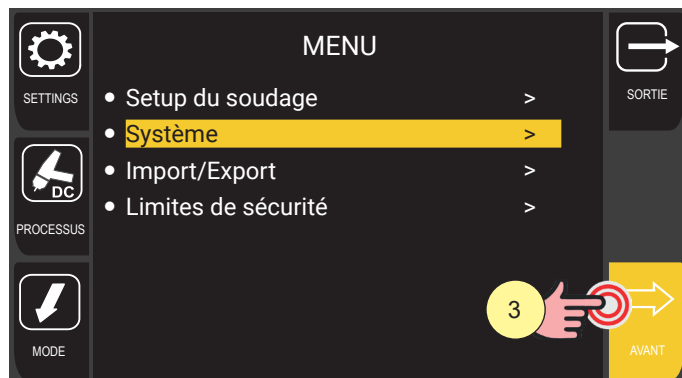 MENU
SETTINGS
• Setup du soudage >
SORTIE
• Système >
• Import/Export >
DC
• Limites de sécurité >
PROCESSUS
3
MODE
AVANT